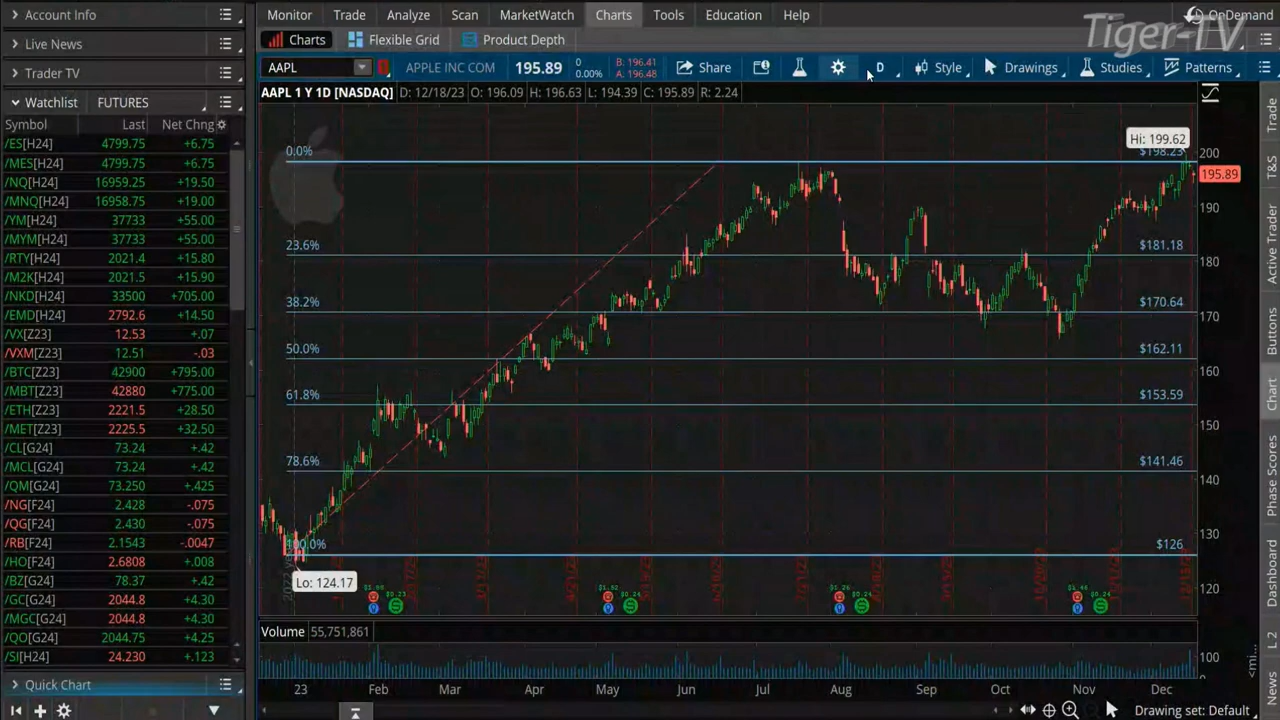 Account Info
Live News
Trader TV
Watchlist FUTURES
Symbol Last Net Chng
/ES[H24] 4799.75 +6.75
/MES[H24] 4799.75 +6.75
/NQ[H24] 16959.25 +19.50
/MNQ[H24] 16958.75 +19.00
/YM[H24] 37733 +55.00
/MYM[H24] 37733 +55.00
/RTY[H24] 2021.4 +15.80
/M2K[H24] 2021.5 +15.90
/NKD[H24] 33500 +705.00
/EMD[H24] 2792.6 +14.50
/VX[Z23] 12.53 +.07
/VXM[Z23] 12.51 -.03
/BTC[Z23] 42900 +795.00
/MBT[Z23] 42880 +775.00
/ETH[Z23] 2221.5 +28.50
/MET[Z23] 2225.5 +32.50
/CL[G24] 73.24 +.42
/MCL[G24] 73.24 +.42
/QM[G24] 73.250 +.425
/NG[F24] 2.428 -.075
/QG[F24] 2.430 -.075
/RB[F24] 2.1543 -.0047
/HO[F24] 2.6808 +.008
/BZ[G24] 78.37 +.42
/GC[G24] 2044.8 +4.30
/MGC[G24] 2044.8 +4.30
/QO[G24] 2044.75 +4.25
/SI[H24] 24.230 +.123
Quick Chart
Monitor Trade Analyze Scan MarketWatch Charts Tools Education Help OnDemand
Tiger-TV
Charts Flexible Grid Product Depth
AAPL APPLE INC COM 195.89 0 0.00% B: 196.41 A: 196.48 Share D Style Drawings Studies Patterns
AAPL 1 Y 1D [NASDAQ] D: 12/18/23 O: 196.09 H: 196.63 L: 194.39 C: 195.89 R: 2.24
Hi: 199.62
0.0% $198.23
23.6% $181.18
38.2% $170.64
50.0% $162.11
61.8% $153.59
78.6% $141.46
100.0% $126
Lo: 124.17
200
195.89
190
180
170
160
150
140
130
120
Volume 55,751,861
100
23 Feb Mar Apr May Jun Jul Aug Sep Oct Nov Dec
Drawing set: Default
Trade
T&S
Active Trader
Buttons
Chart
Phase Scores
Dashboard
L2
News